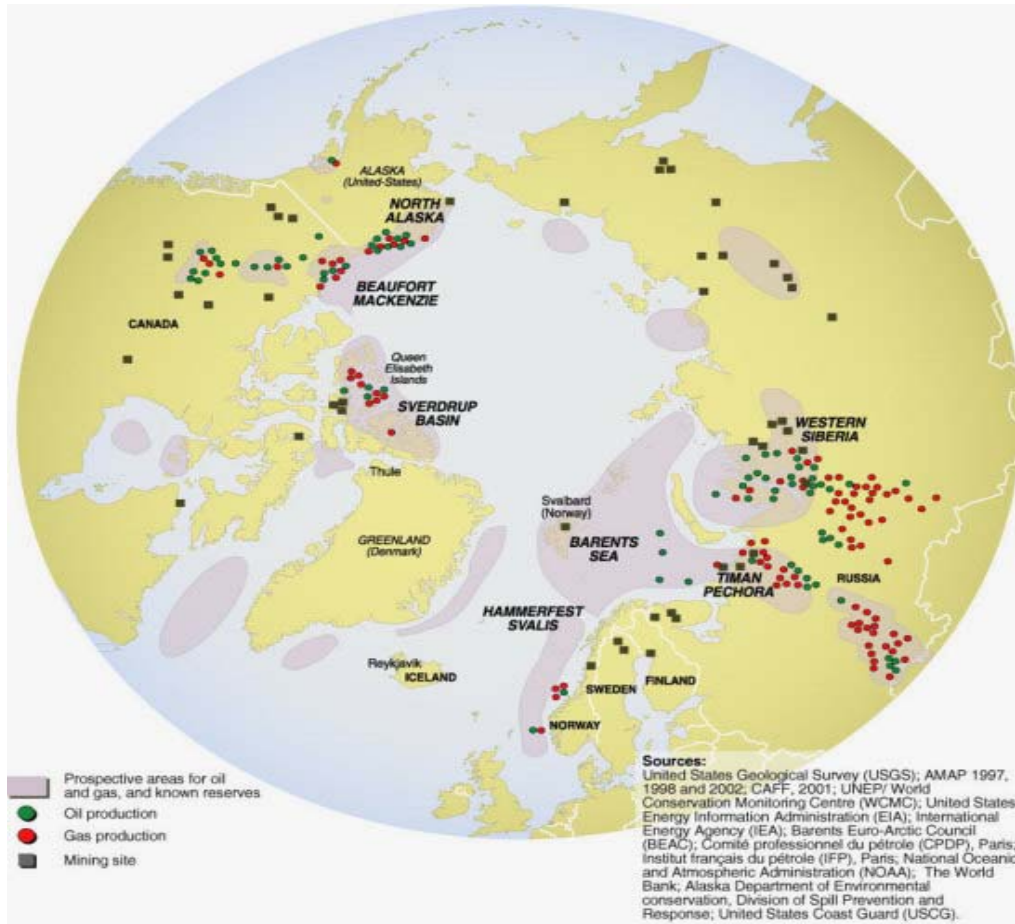 ALASKA
(United-States)
NORTH
ALASKA
BEAUFORT
MACKENZIE
CANADA
Queen
Elisabeth
Islands
SVERDRUP
BASIN
WESTERN
SIBERIA
Thule
Svalbard
(Norway)
BARENTS
SEA
GREENLAND
(Denmark)
TIMAN
PECHORA
RUSSIA
HAMMERFEST
SVALIS
Reykjavik
ICELAND
SWEDEN
FINLAND
NORWAY
Prospective areas for oil
and gas, and known reserves
Oil production
Gas production
Mining site
Sources:
United States Geological Survey (USGS); AMAP 1997,
1998 and 2002; CAFF, 2001; UNEP/ World
Conservation Monitoring Centre (WCMC); United States
Energy Information Administration (EIA); International
Energy Agency (IEA); Barents Euro-Arctic Council
(BEAC); Comité professionnel du pétrole (CPDP), Paris;
Institut français du pétrole (IFP), Paris; National Oceanic
and Atmospheric Administration (NOAA); The World
Bank; Alaska Department of Environmental
conservation, Division of Spill Prevention and
Response; United States Coast Guard (USCG).